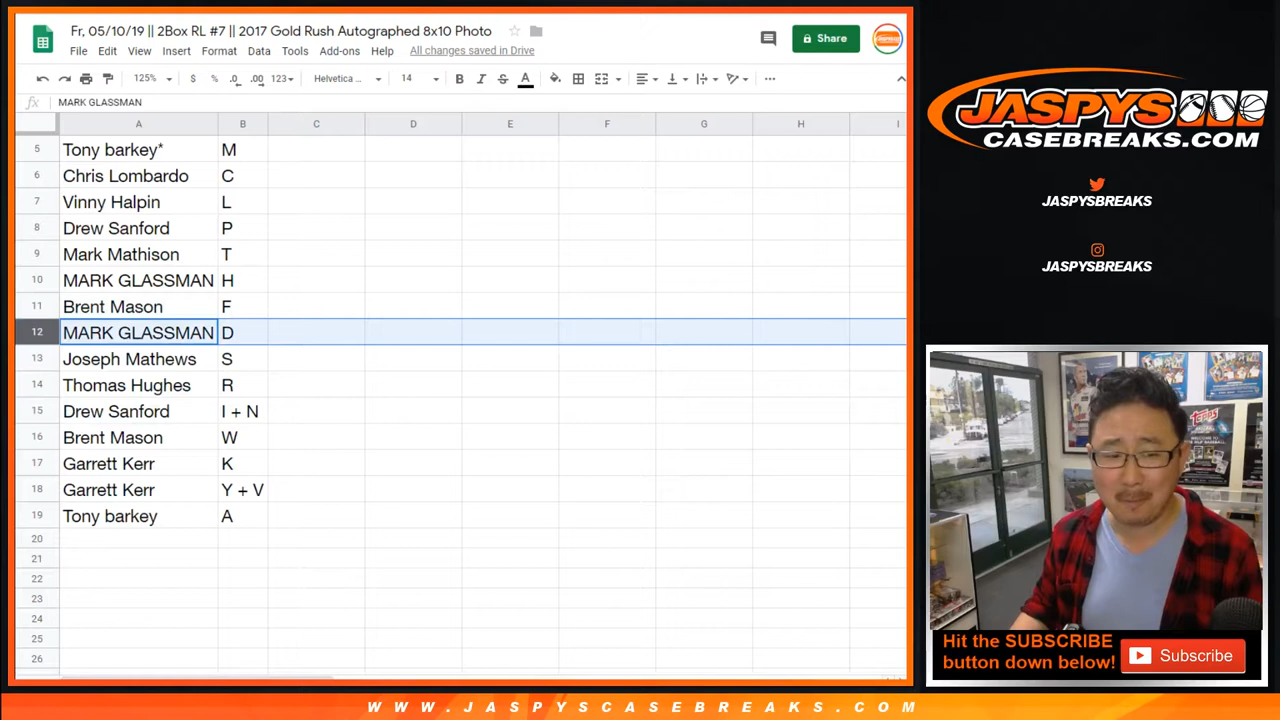 Fr, 05/10/19 || 2Box RL #7 || 2017 Gold Rush Autographed 8x10 Photo
File Edit View Insert Format Data Tools Add-ons Help All changes saved in Drive
Share
125% $ % .0 .00 123 Helvetica ... 14 B I S A
fx MARK GLASSMAN
A B C D E F G H I
5 Tony barkey* M
6 Chris Lombardo C
7 Vinny Halpin L
8 Drew Sanford P
9 Mark Mathison T
10 MARK GLASSMAN H
11 Brent Mason F
12 MARK GLASSMAN D
13 Joseph Mathews S
14 Thomas Hughes R
15 Drew Sanford I + N
16 Brent Mason W
17 Garrett Kerr K
18 Garrett Kerr Y + V
19 Tony barkey A
20
21
22
23
24
25
26
JASPYS
CASEBREAKS.COM
JASPYSBREAKS
JASPYSBREAKS
Topps
Hit the SUBSCRIBE
button down below!
Subscribe
WWW.JASPYSCASEBREAKS.COM